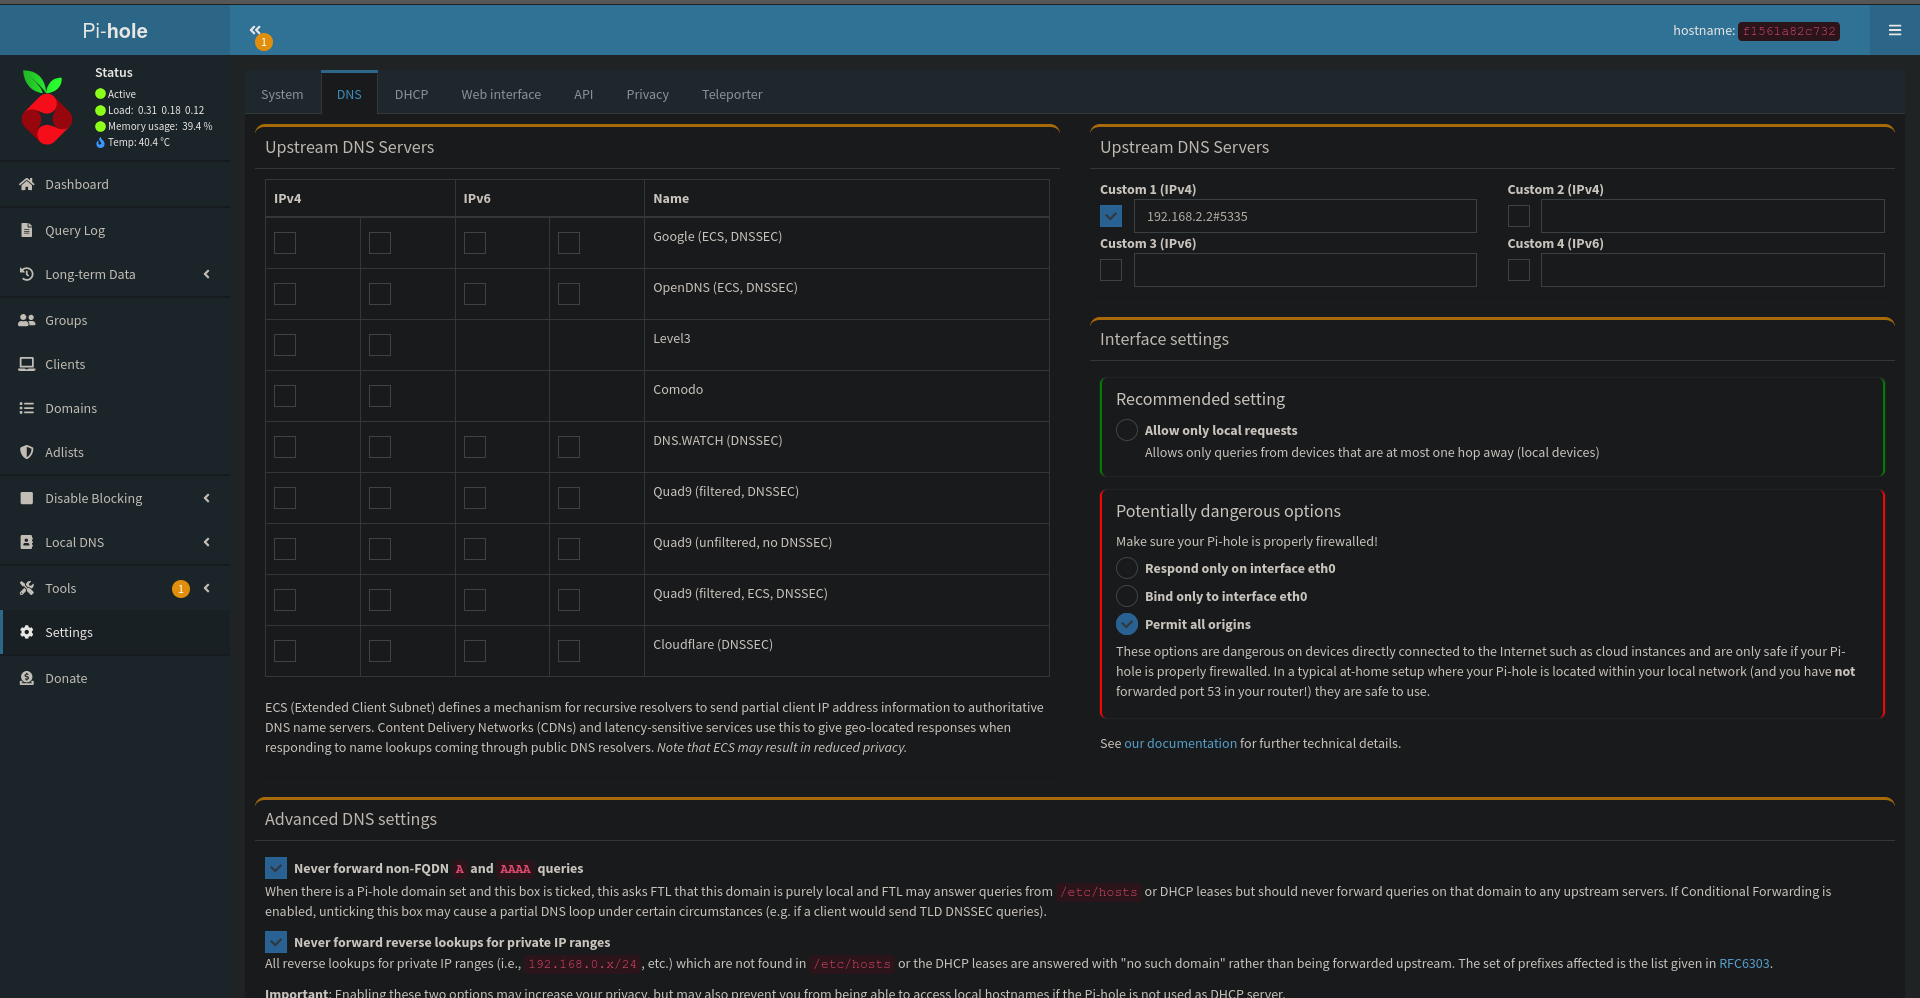 Pi-hole
1
hostname: f1561a82c732
Status
Active
Load: 0.31 0.18 0.12
Memory usage: 39.4 %
Temp: 40.4 °C
Dashboard
Query Log
Long-term Data
Groups
Clients
Domains
Adlists
Disable Blocking
Local DNS
Tools 1
Settings
Donate
System DNS DHCP Web interface API Privacy Teleporter
Upstream DNS Servers
IPv4 IPv6 Name
Google (ECS, DNSSEC)
OpenDNS (ECS, DNSSEC)
Level3
Comodo
DNS.WATCH (DNSSEC)
Quad9 (filtered, DNSSEC)
Quad9 (unfiltered, no DNSSEC)
Quad9 (filtered, ECS, DNSSEC)
Cloudflare (DNSSEC)
ECS (Extended Client Subnet) defines a mechanism for recursive resolvers to send partial client IP address information to authoritative
DNS name servers. Content Delivery Networks (CDNs) and latency-sensitive services use this to give geo-located responses when
responding to name lookups coming through public DNS resolvers. Note that ECS may result in reduced privacy.
Upstream DNS Servers
Custom 1 (IPv4) Custom 2 (IPv4)
192.168.2.2#5335
Custom 3 (IPv6) Custom 4 (IPv6)
Interface settings
Recommended setting
Allow only local requests
Allows only queries from devices that are at most one hop away (local devices)
Potentially dangerous options
Make sure your Pi-hole is properly firewalled!
Respond only on interface eth0
Bind only to interface eth0
Permit all origins
These options are dangerous on devices directly connected to the Internet such as cloud instances and are only safe if your Pi-
hole is properly firewalled. In a typical at-home setup where your Pi-hole is located within your local network (and you have not
forwarded port 53 in your router!) they are safe to use.
See our documentation for further technical details.
Advanced DNS settings
Never forward non-FQDN A and AAAA queries
When there is a Pi-hole domain set and this box is ticked, this asks FTL that this domain is purely local and FTL may answer queries from /etc/hosts or DHCP leases but should never forward queries on that domain to any upstream servers. If Conditional Forwarding is
enabled, unticking this box may cause a partial DNS loop under certain circumstances (e.g. if a client would send TLD DNSSEC queries).
Never forward reverse lookups for private IP ranges
All reverse lookups for private IP ranges (i.e., 192.168.0.x/24 , etc.) which are not found in /etc/hosts or the DHCP leases are answered with "no such domain" rather than being forwarded upstream. The set of prefixes affected is the list given in RFC6303.
Important: Enabling these two options may increase your privacy, but may also prevent you from being able to access local hostnames if the Pi-hole is not used as DHCP server.